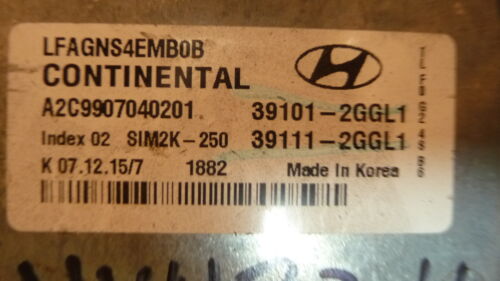 LFAGNS4EMB0B
CONTINENTAL
A2C9907040201 39101-2GGL1
Index 02 SIM2K-250 39111-2GGL1
K 07.12.15/7 1882 Made in Korea